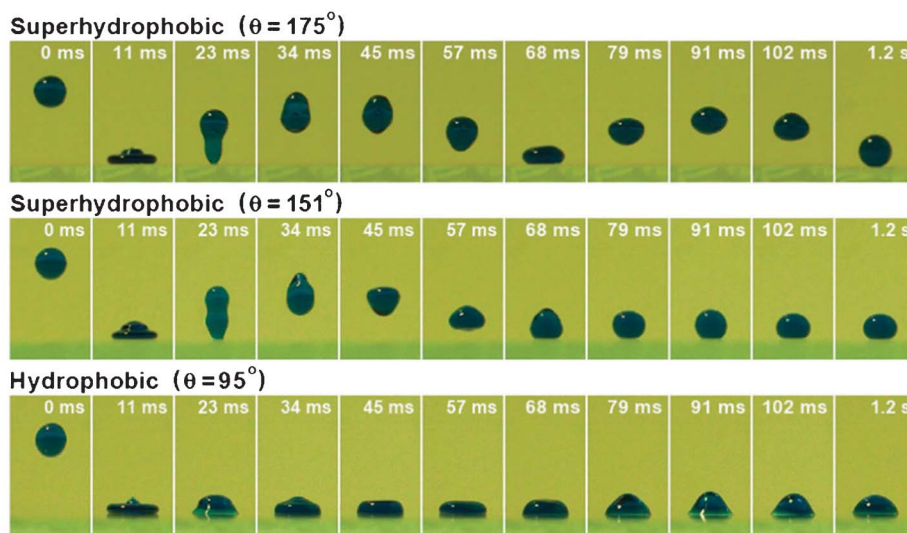 Superhydrophobic (θ = 175°)
0 ms 11 ms 23 ms 34 ms 45 ms 57 ms 68 ms 79 ms 91 ms 102 ms 1.2 s
Superhydrophobic (θ = 151°)
0 ms 11 ms 23 ms 34 ms 45 ms 57 ms 68 ms 79 ms 91 ms 102 ms 1.2 s
Hydrophobic (θ = 95°)
0 ms 11 ms 23 ms 34 ms 45 ms 57 ms 68 ms 79 ms 91 ms 102 ms 1.2 s